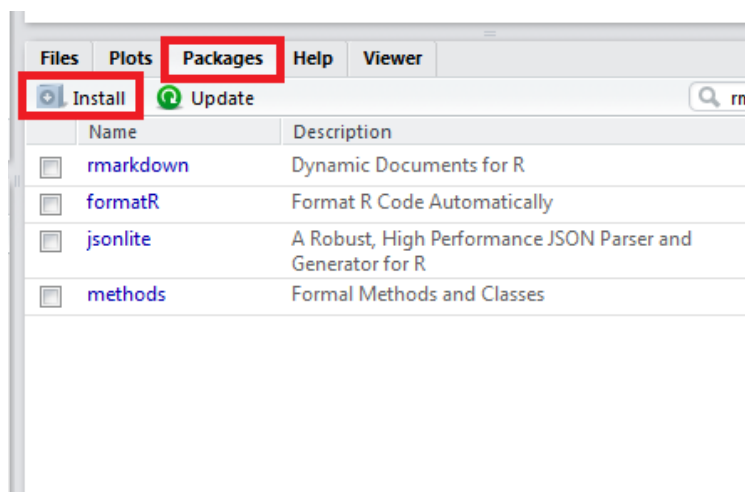 Files Plots Packages Help Viewer
Install Update rm
Name Description
rmarkdown Dynamic Documents for R
formatR Format R Code Automatically
jsonlite A Robust, High Performance JSON Parser and
Generator for R
methods Formal Methods and Classes